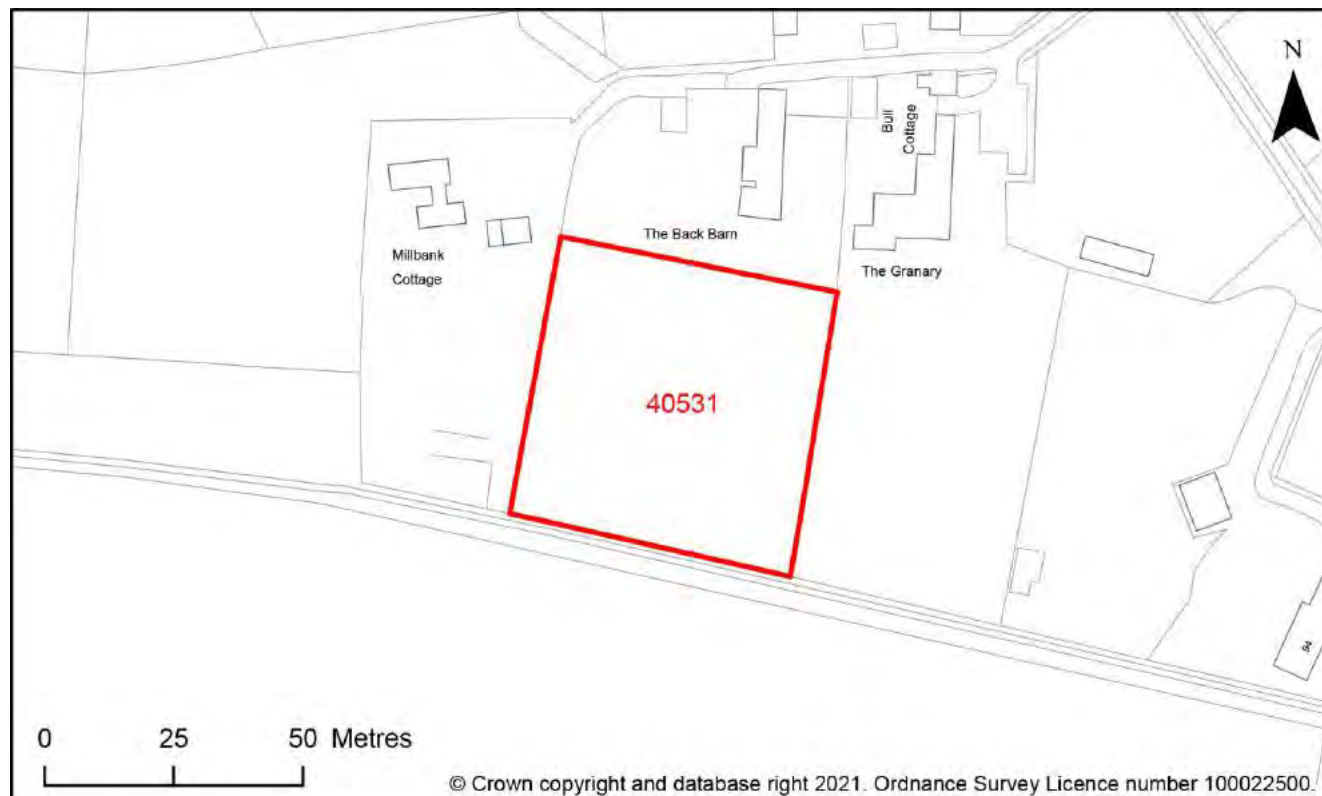 N
Bull
Cottage
The Back Barn
Millbank
Cottage
The Granary
40531
94
0 25 50 Metres
© Crown copyright and database right 2021. Ordnance Survey Licence number 100022500.